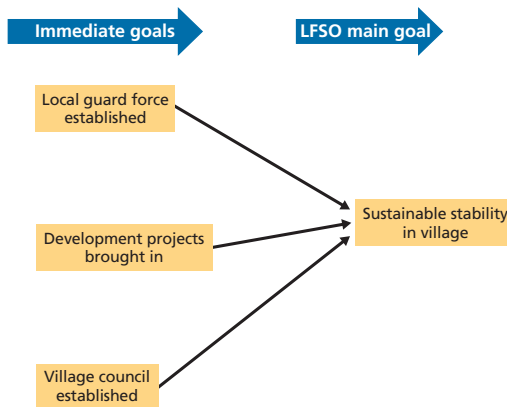 Immediate goals
LFSO main goal
Local guard force
established
Development projects
brought in
Sustainable stability
in village
Village council
established